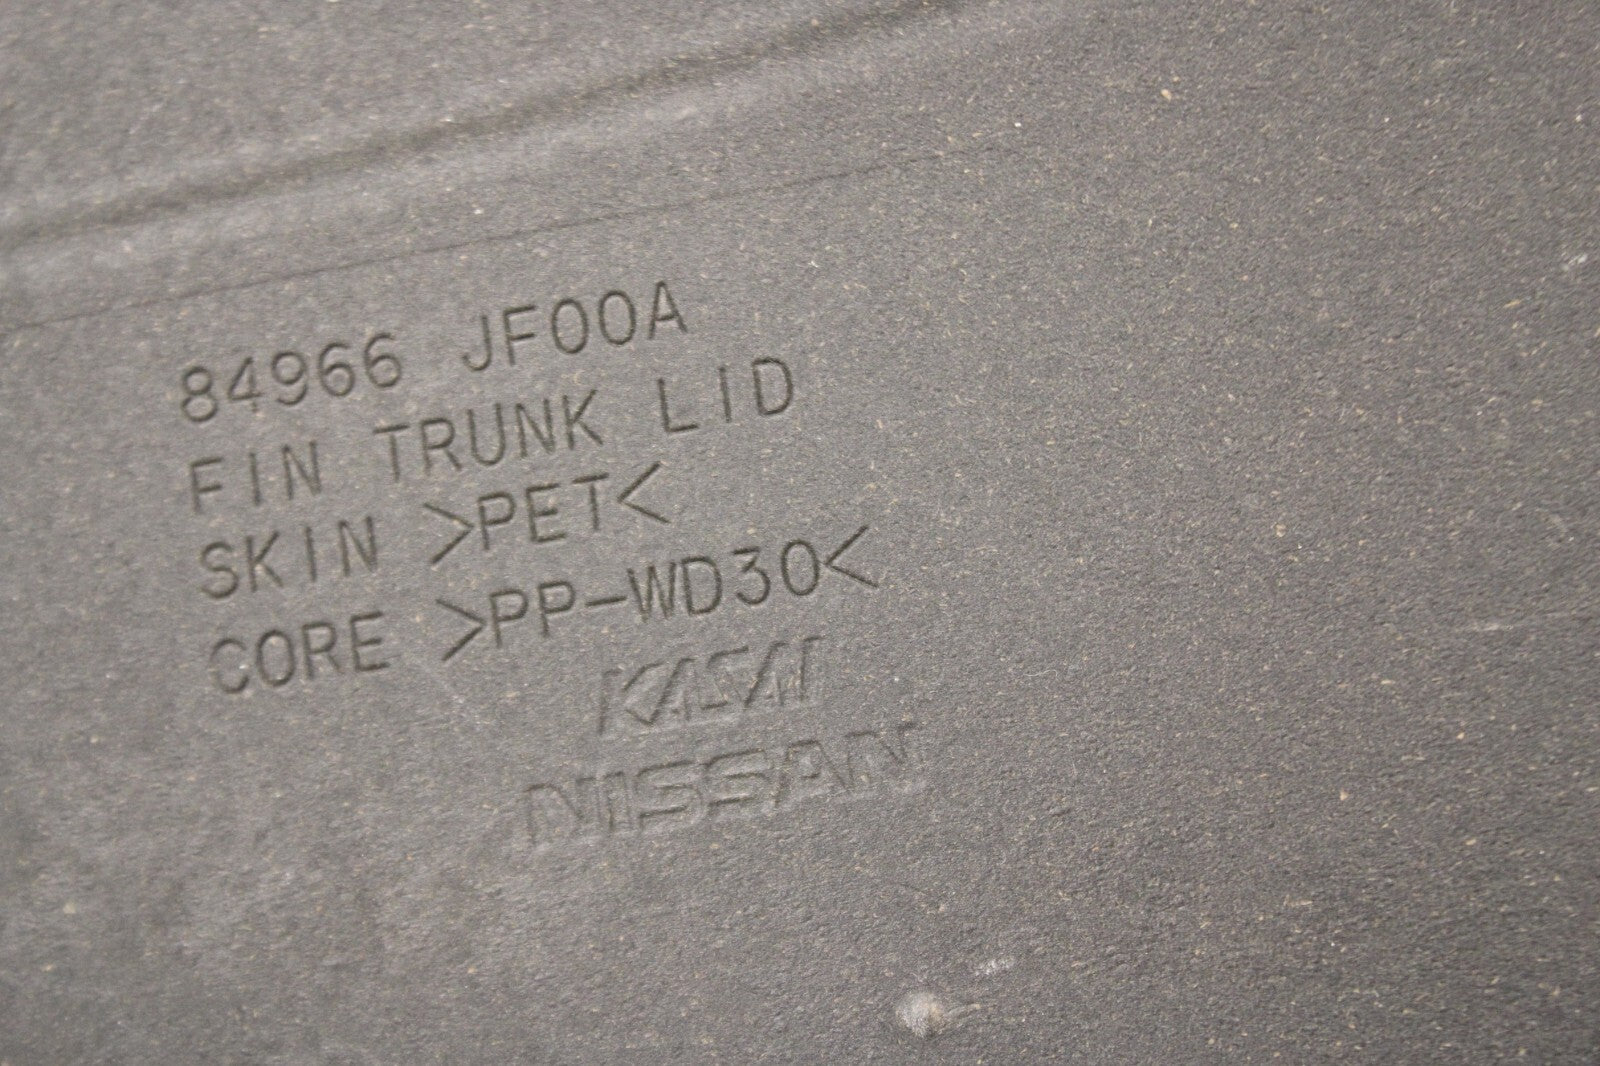 84966 JF00A
FIN TRUNK LID
SKIN >PET<
CORE >PP-WD30<
KASAI
NISSAN